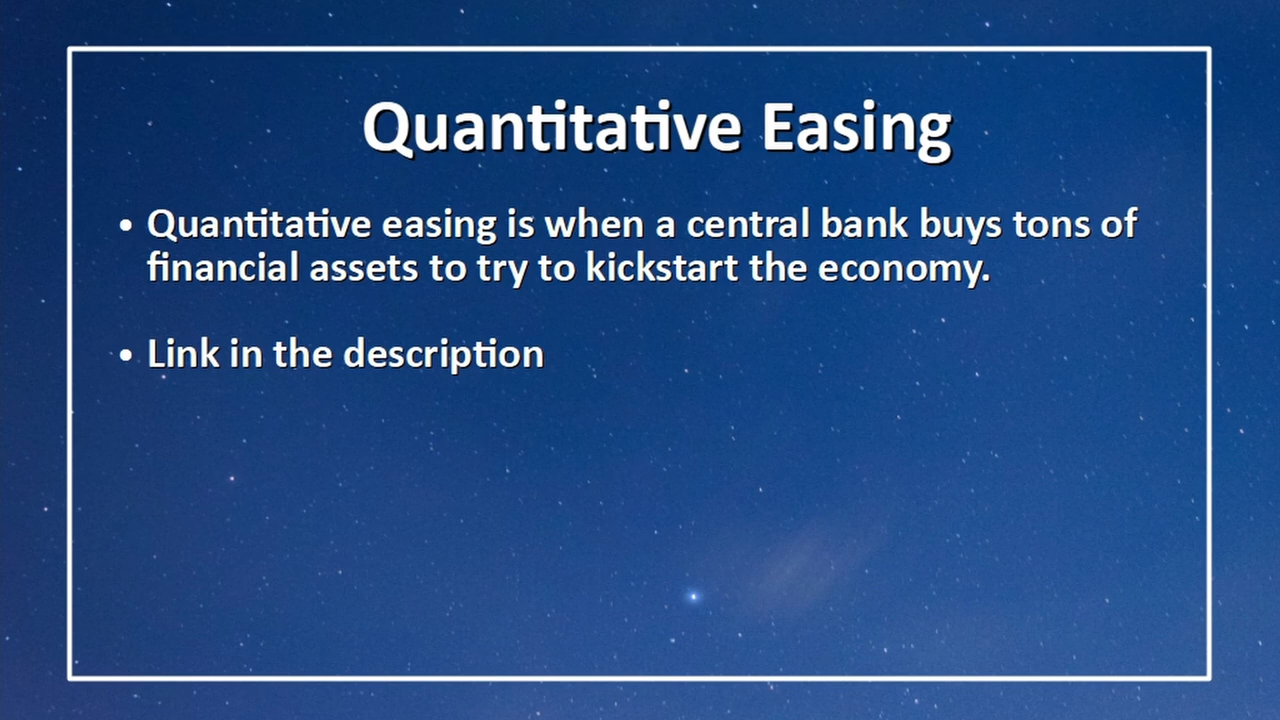 Quantitative Easing
• Quantitative easing is when a central bank buys tons of
financial assets to try to kickstart the economy.
• Link in the description